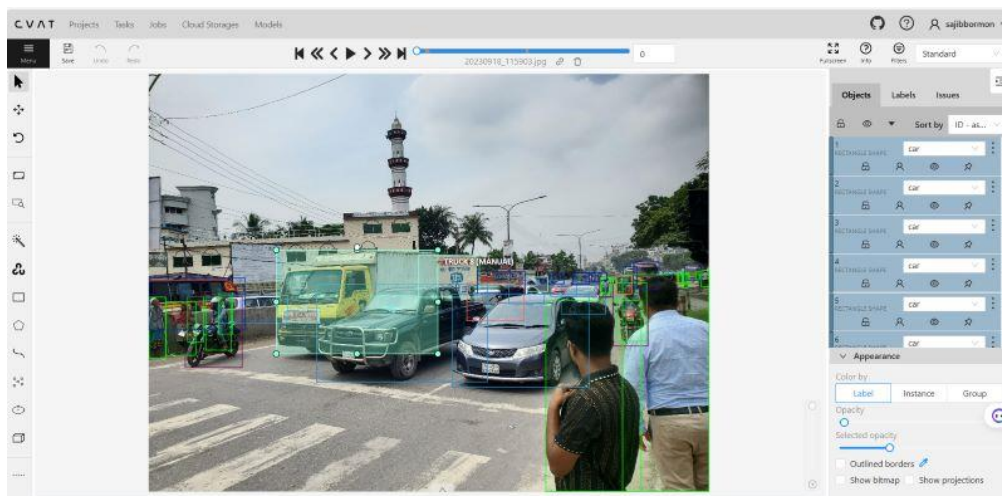 CVAT Projects Tasks Jobs Cloud Storages Models sajibbormon
Menu Save Undo Redo 20230918_115903.jpg 0 Fullscreen Info Filters Standard
Objects Labels Issues
Sort by ID - as...
1 car
RECTANGLE SHAPE
2 car
RECTANGLE SHAPE
3 car
RECTANGLE SHAPE
4 car
RECTANGLE SHAPE
5 car
RECTANGLE SHAPE
6 car
TRUCK 8 (MANUAL)
Appearance
Color by
Label Instance Group
Opacity
Selected opacity
Outlined borders
Show bitmap Show projections